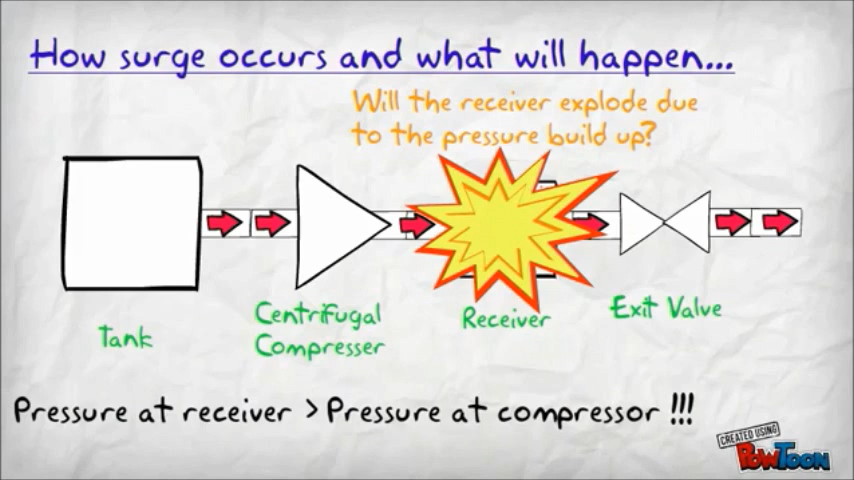 How surge occurs and what will happen...
Will the receiver explode due
to the pressure build up?
Tank
Centrifugal
Compresser
Receiver
Exit Valve
Pressure at receiver > Pressure at compressor !!!
CREATED USING
POWTOON